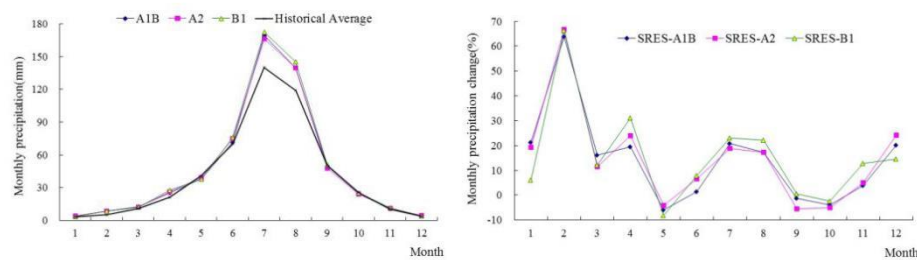 A1B A2 B1 Historical Average
Monthly precipitation(mm)
180
150
120
90
60
30
0
1 2 3 4 5 6 7 8 9 10 11 12
Month
SRES-A1B SRES-A2 SRES-B1
Monthly precipitation change(%)
70
60
50
40
30
20
10
0
-10
1 2 3 4 5 6 7 8 9 10 11 12
Month